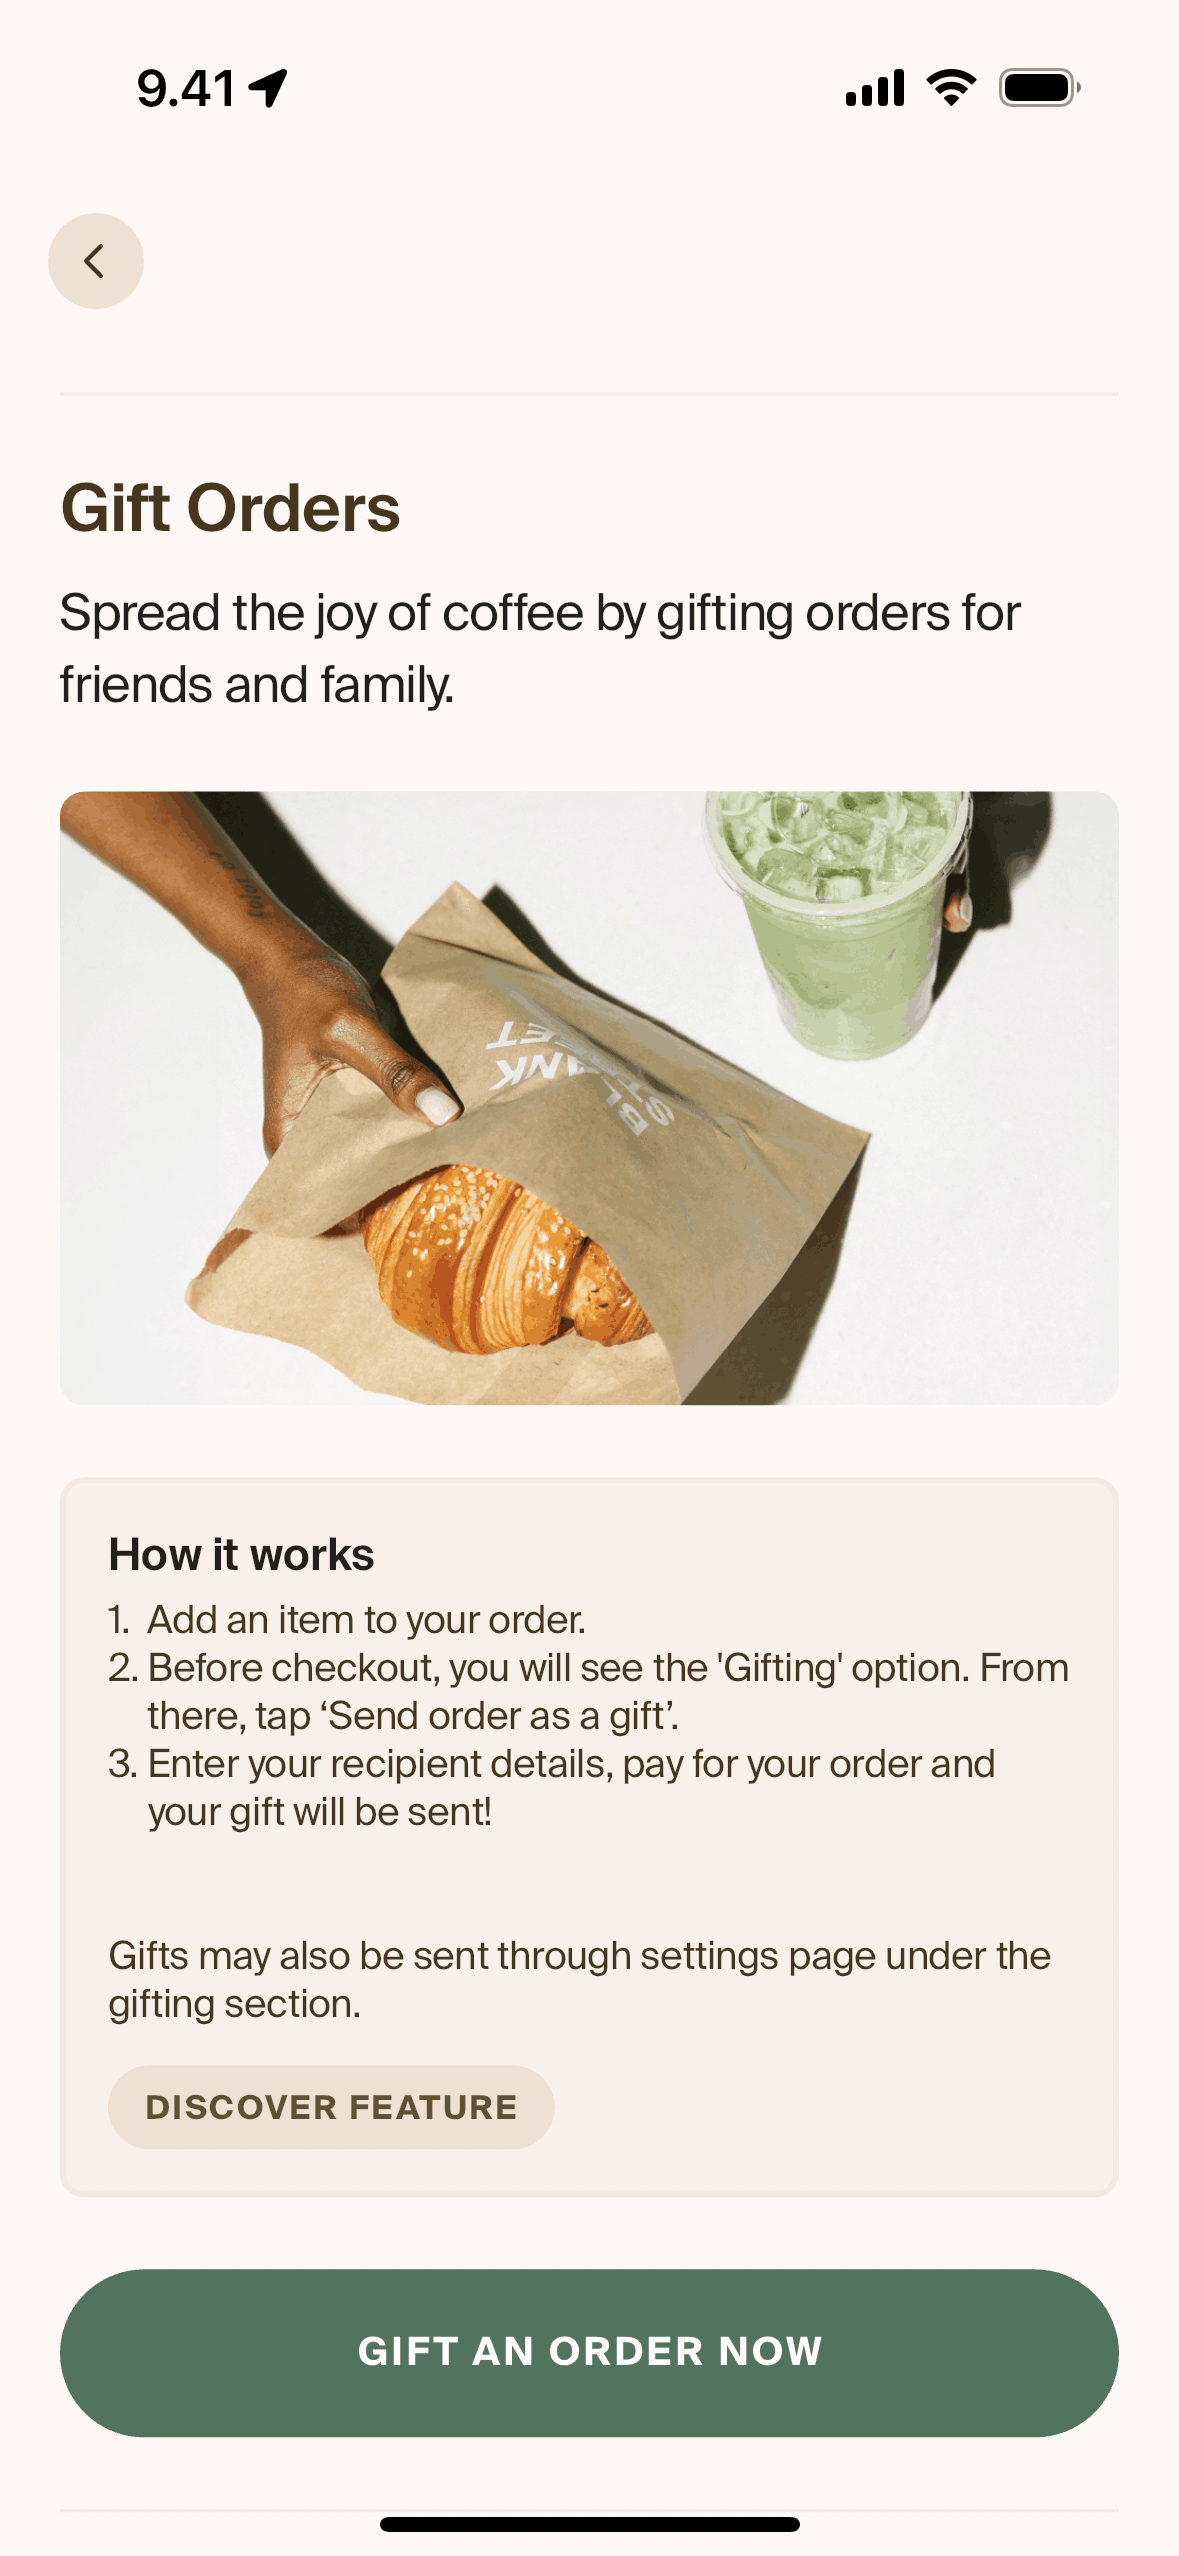 9.41
Gift Orders
Spread the joy of coffee by gifting orders for
friends and family.
BLANK
STREET
How it works
1. Add an item to your order.
2. Before checkout, you will see the 'Gifting' option. From
there, tap ‘Send order as a gift’.
3. Enter your recipient details, pay for your order and
your gift will be sent!
Gifts may also be sent through settings page under the
gifting section.
DISCOVER FEATURE
GIFT AN ORDER NOW